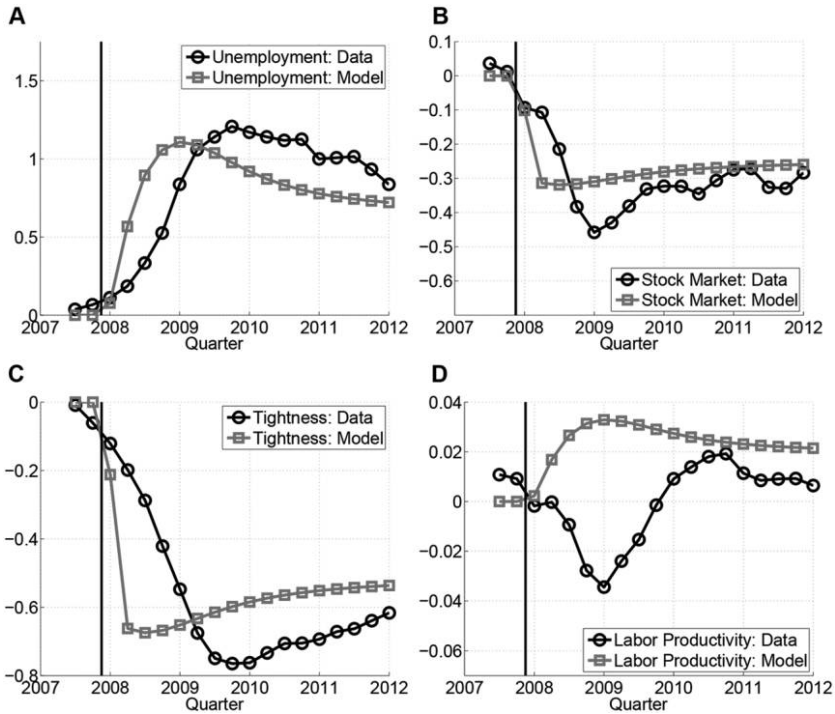 A
Unemployment: Data
Unemployment: Model
1.5
1
0.5
0
2007 2008 2009 2010 2011 2012
Quarter
B
0.1
0
−0.1
−0.2
−0.3
−0.4
−0.5
−0.6
Stock Market: Data
Stock Market: Model
2007 2008 2009 2010 2011 2012
Quarter
C
0
Tightness: Data
Tightness: Model
−0.2
−0.4
−0.6
−0.8
2007 2008 2009 2010 2011 2012
Quarter
D
0.04
0.02
0
−0.02
−0.04
−0.06
Labor Productivity: Data
Labor Productivity: Model
2007 2008 2009 2010 2011 2012
Quarter